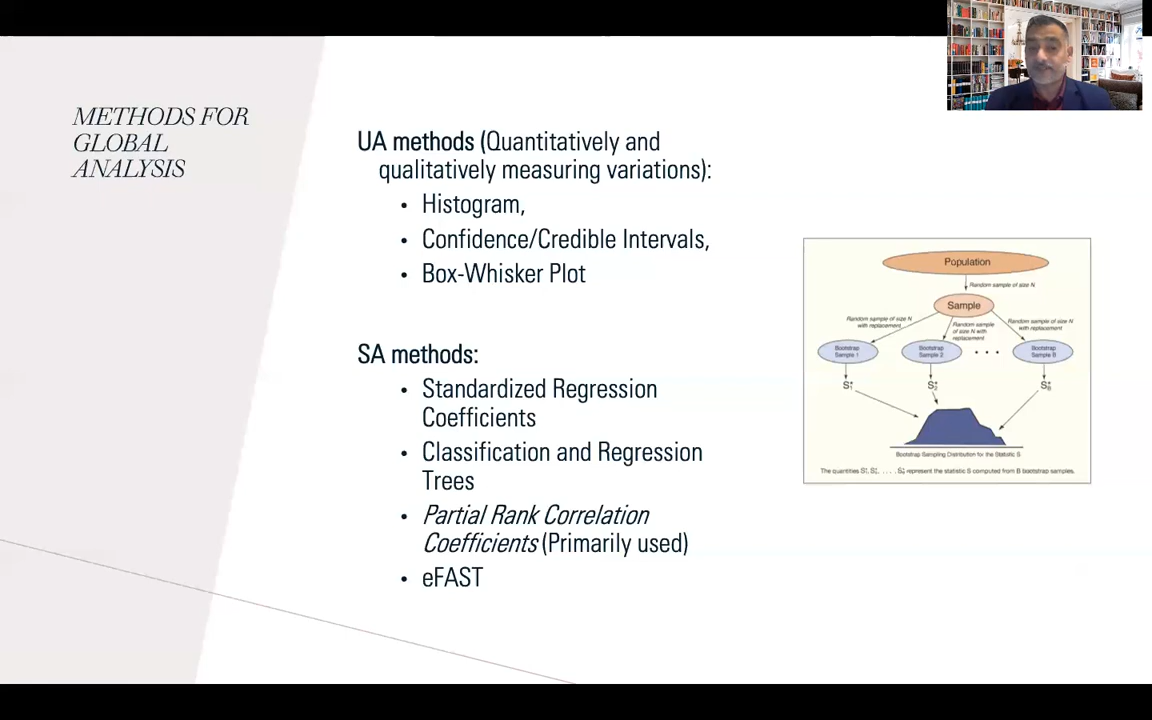 METHODS FOR
GLOBAL
ANALYSIS
UA methods (Quantitatively and
qualitatively measuring variations):
• Histogram,
• Confidence/Credible Intervals,
• Box-Whisker Plot
SA methods:
• Standardized Regression
Coefficients
• Classification and Regression
Trees
• Partial Rank Correlation
Coefficients (Primarily used)
• eFAST
Population
Random sample of size N
Sample
Random sample of size N
with replacement
Random sample
of size N with
replacement
Random sample of size N
with replacement
Bootstrap
Sample 1
Bootstrap
Sample 2
• • •
Bootstrap
Sample B
S*1
S*2
S*B
Bootstrap Sampling Distribution for the Statistic S
The quantities S*1, S*2, . . . . S*B represent the statistic S computed from B bootstrap samples.